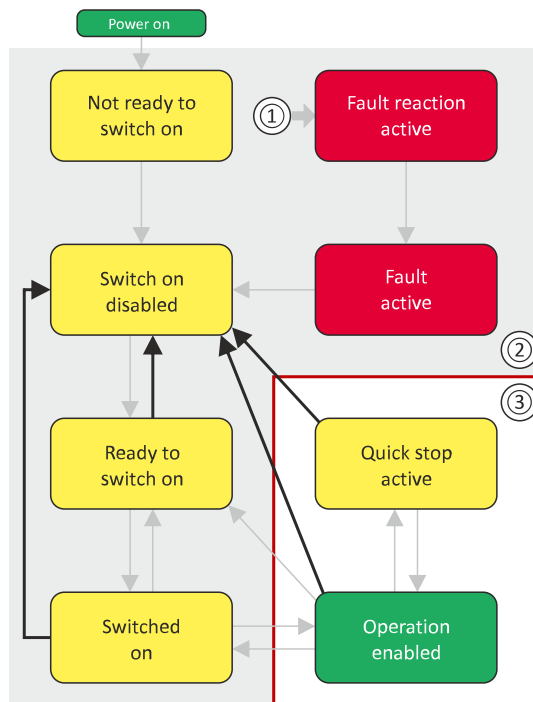 Power on
Not ready to
switch on
1
Fault reaction
active
Switch on
disabled
Fault
active
2
3
Ready to
switch on
Quick stop
active
Switched
on
Operation
enabled